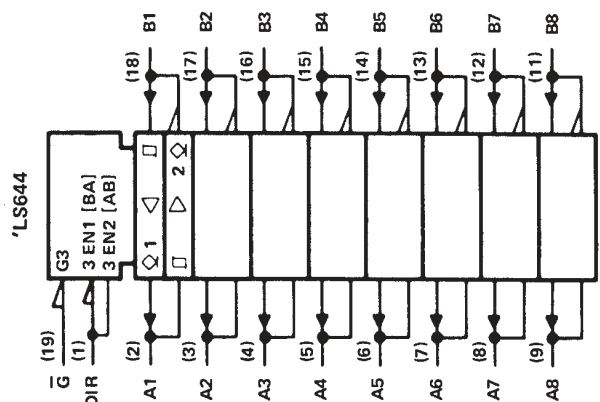 'LS644
G̅ (19) G3
DIR (1) 3 EN1 [BA]
3 EN2 [AB]
A1 (2) ◇ 1 ◁ □ (18) B1
□ ▷ 2 ◇
A2 (3) (17) B2
A3 (4) (16) B3
A4 (5) (15) B4
A5 (6) (14) B5
A6 (7) (13) B6
A7 (8) (12) B7
A8 (9) (11) B8